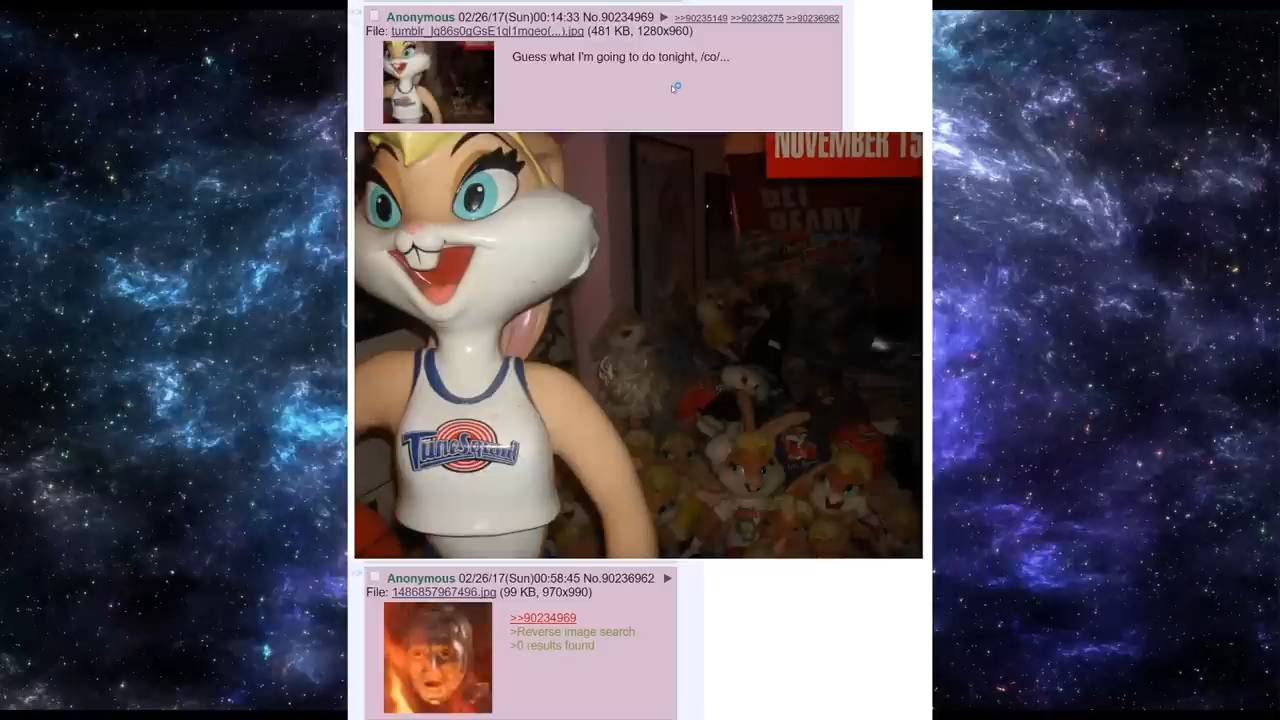 Anonymous 02/26/17(Sun)00:14:33 No.90234969 ▶ >>90235149 >>90236275 >>90236962
File: tumblr_lg86s0gGsE1ql1mqeo(...).jpg (481 KB, 1280x960)
Guess what I'm going to do tonight, /co/...
NOVEMBER 15
GET
READY
TuneSquad
Anonymous 02/26/17(Sun)00:58:45 No.90236962 ▶
File: 1486857967496.jpg (99 KB, 970x990)
>>90234969
>Reverse image search
>0 results found